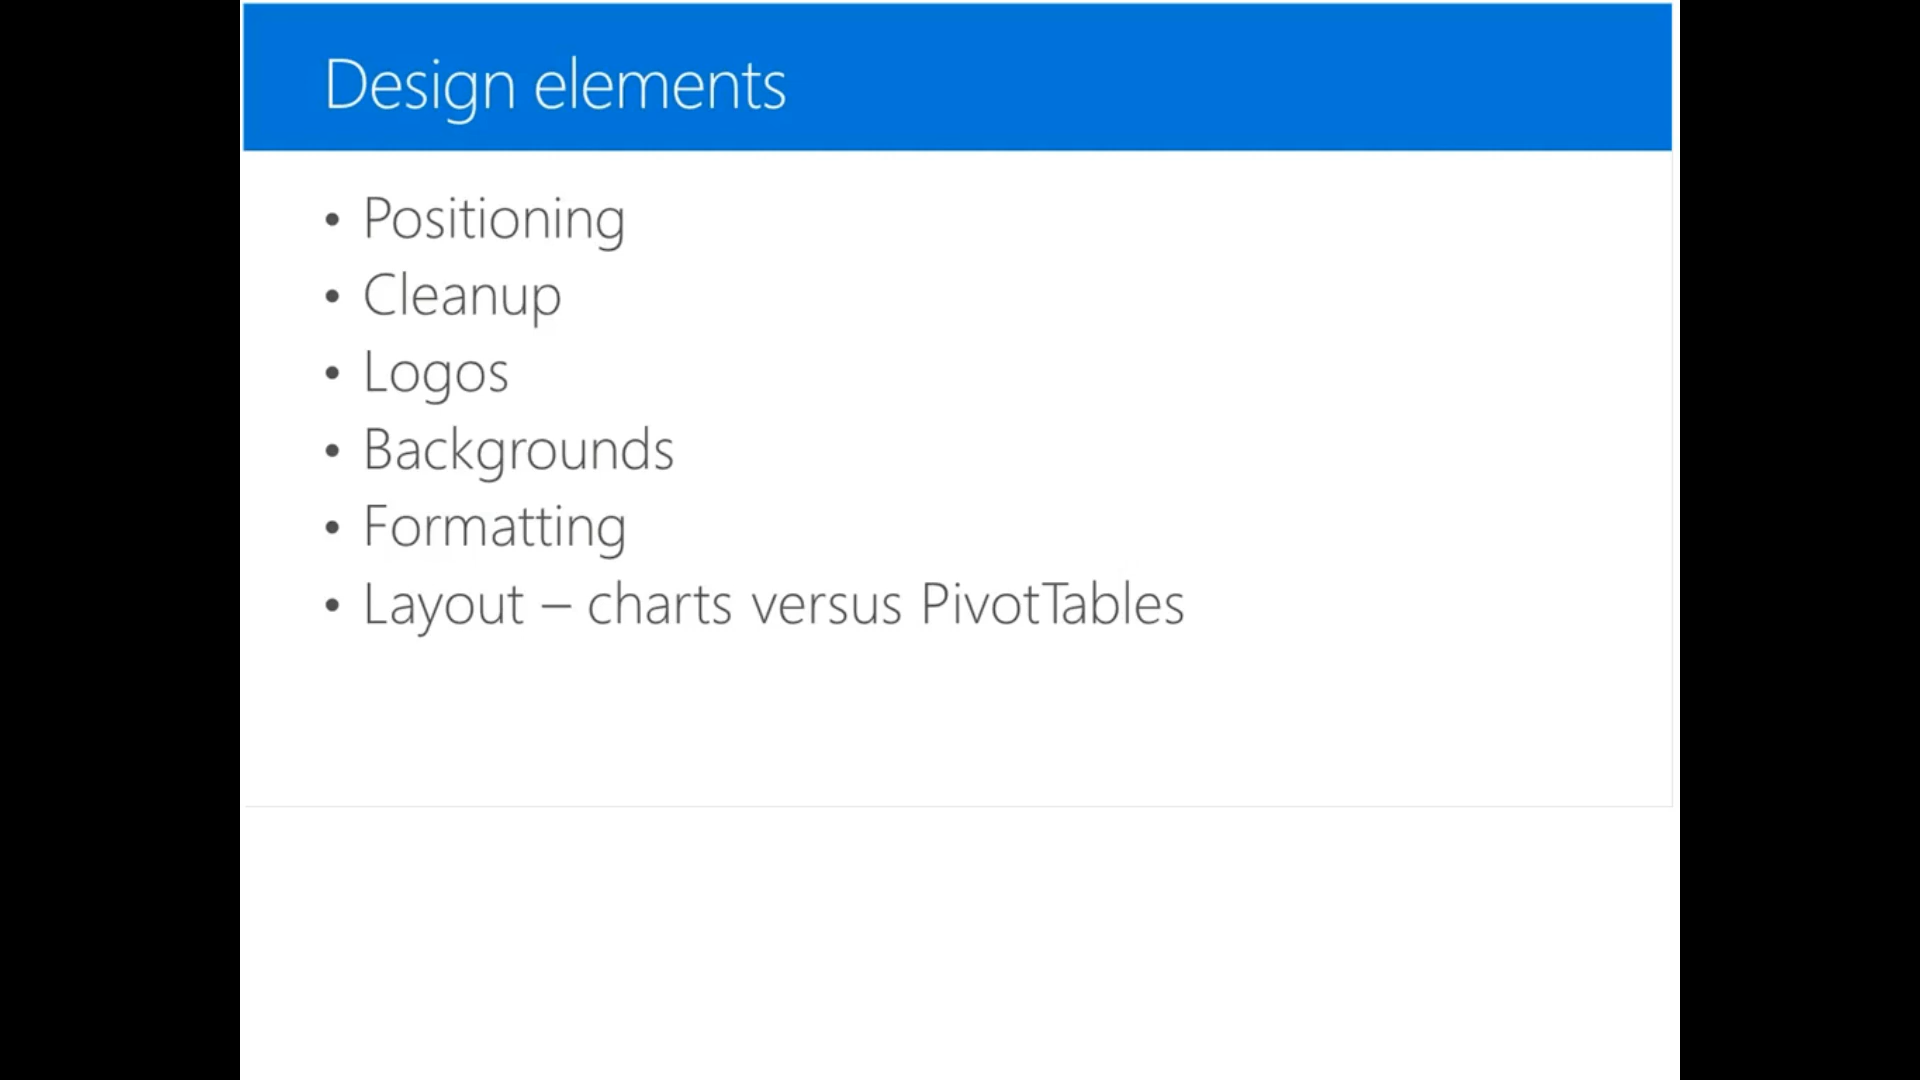 Design elements
• Positioning
• Cleanup
• Logos
• Backgrounds
• Formatting
• Layout – charts versus PivotTables